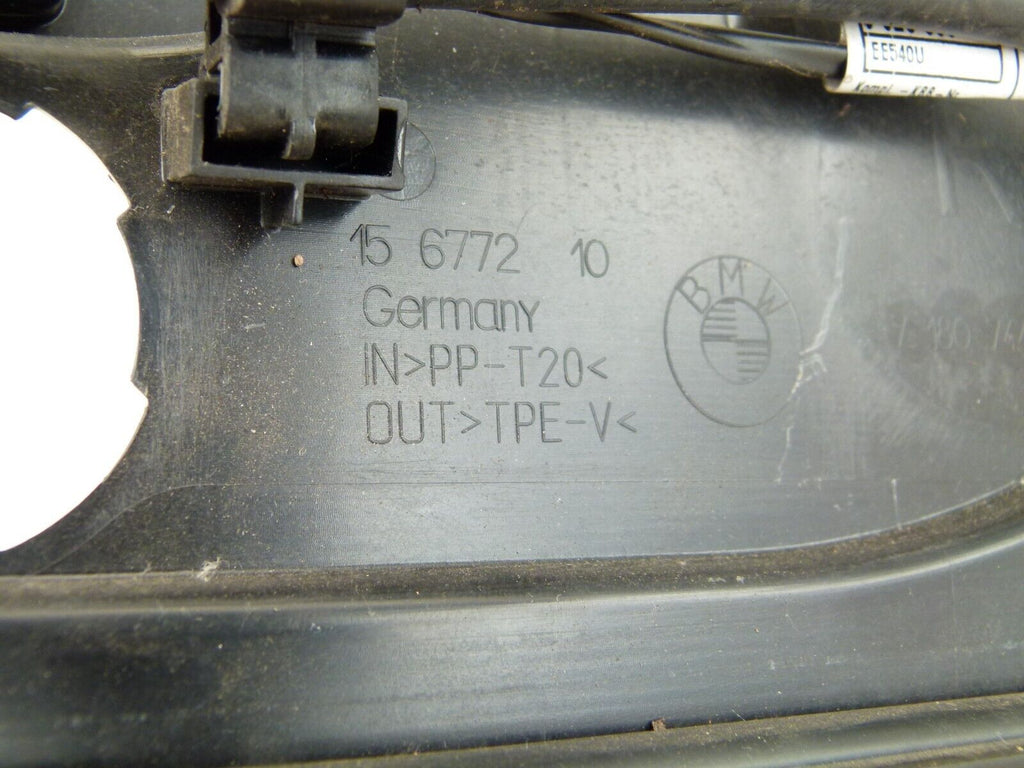 EE540U
15 6772 10
Germany
IN>PP-T20<
OUT>TPE-V<
BMW